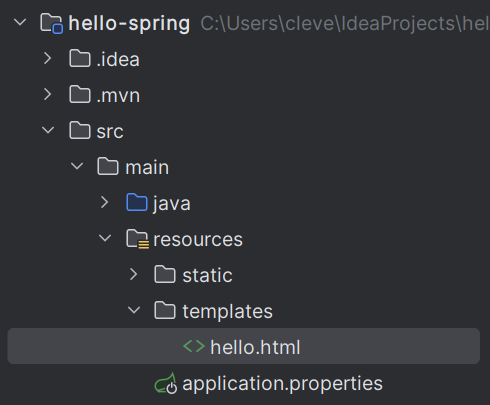 hello-spring C:\Users\cleve\IdeaProjects\hel
.idea
.mvn
src
main
java
resources
static
templates
<> hello.html
application.properties